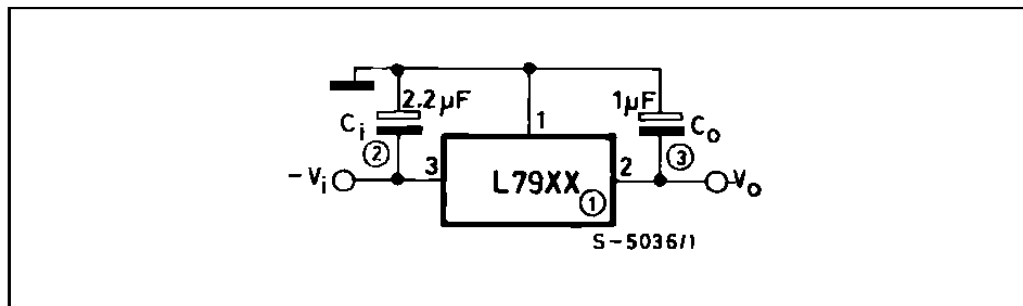 2.2µF
1µF
1
Ci
Co
②
③
-Vi
3
L79XX
①
2
-Vo
S-5036/1